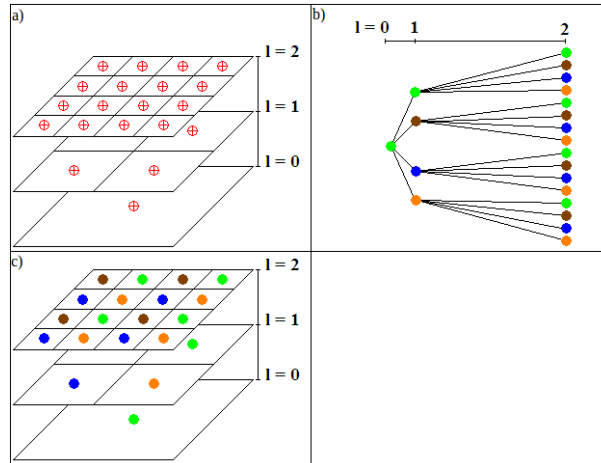 a)
l = 2
l = 1
l = 0
b)
l = 0 1 2
c)
l = 2
l = 1
l = 0